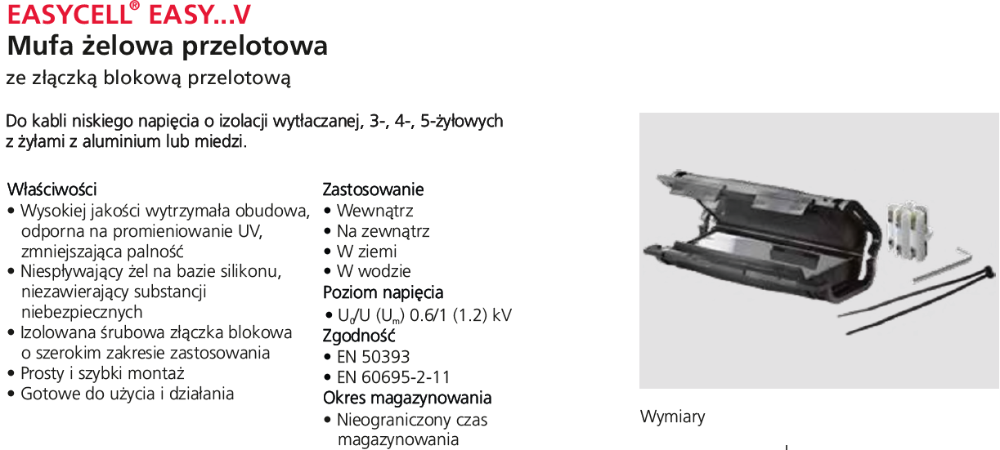 EASYCELL® EASY...V
Mufa żelowa przelotowa
ze złączką blokową przelotową
Do kabli niskiego napięcia o izolacji wytłaczanej, 3-, 4-, 5-żyłowych
z żyłami z aluminium lub miedzi.
Właściwości
• Wysokiej jakości wytrzymała obudowa,
odporna na promieniowanie UV,
zmniejszająca palność
• Niespływający żel na bazie silikonu,
niezawierający substancji
niebezpiecznych
• Izolowana śrubowa złączka blokowa
o szerokim zakresie zastosowania
• Prosty i szybki montaż
• Gotowe do użycia i działania
Zastosowanie
• Wewnątrz
• Na zewnątrz
• W ziemi
• W wodzie
Poziom napięcia
• U₀/U (Uₘ) 0.6/1 (1.2) kV
Zgodność
• EN 50393
• EN 60695-2-11
Okres magazynowania
• Nieograniczony czas
magazynowania
Wymiary